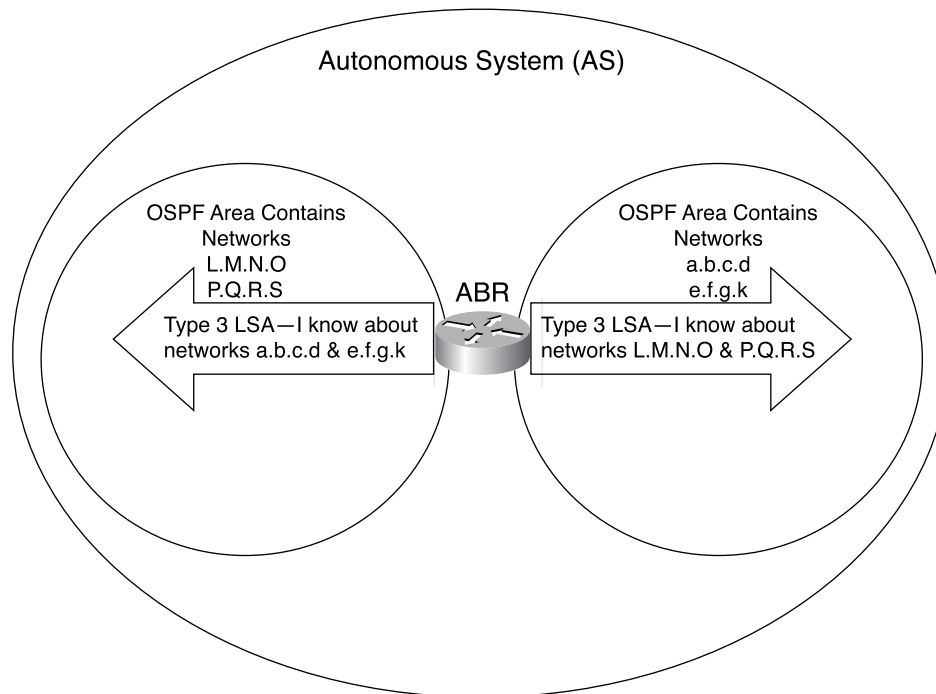 Autonomous System (AS)
OSPF Area Contains
Networks
L.M.N.O
P.Q.R.S
Type 3 LSA—I know about
networks a.b.c.d & e.f.g.k
ABR
OSPF Area Contains
Networks
a.b.c.d
e.f.g.k
Type 3 LSA—I know about
networks L.M.N.O & P.Q.R.S